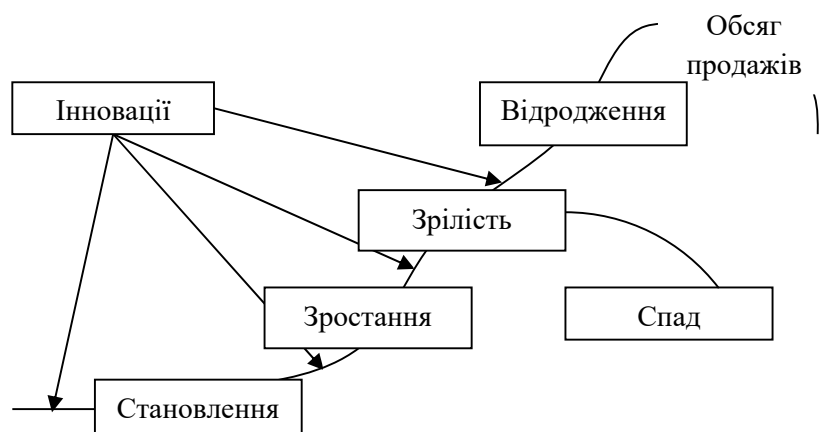 Обсяг
продажів
Інновації
Відродження
Зрілість
Зростання
Спад
Становлення